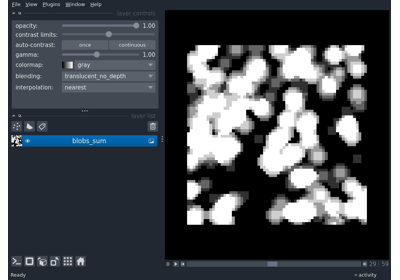 File View Plugins Window Help
layer controls
opacity: 1.00
contrast limits:
auto-contrast: once continuous
gamma: 1.00
colormap: gray
blending: translucent_no_depth
interpolation: nearest
layer list
blobs_sum
29 59
Ready activity